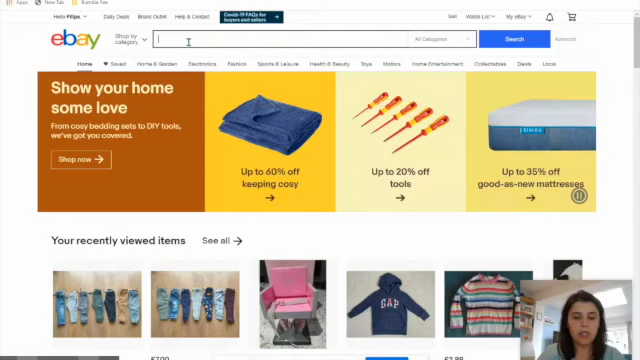 Buzón New Tab Bumble Fee
Hello Filipe. Daily Deals Brand Outlet Help & Contact Covid-19 FAQs for buyers and sellers Sell Watch List My eBay
ebay Shop by category All Categories Search Advanced
Home Saved Home & Garden Electronics Fashion Sports & Leisure Health & Beauty Toys Motors Home Entertainment Collectables Deals Local
Show your home
some love
From cosy bedding sets to DIY tools,
we've got you covered.
Shop now
Up to 60% off
keeping cosy
Up to 20% off
tools
SIMBA
Up to 35% off
good-as-new mattresses
Your recently viewed items See all
GAP